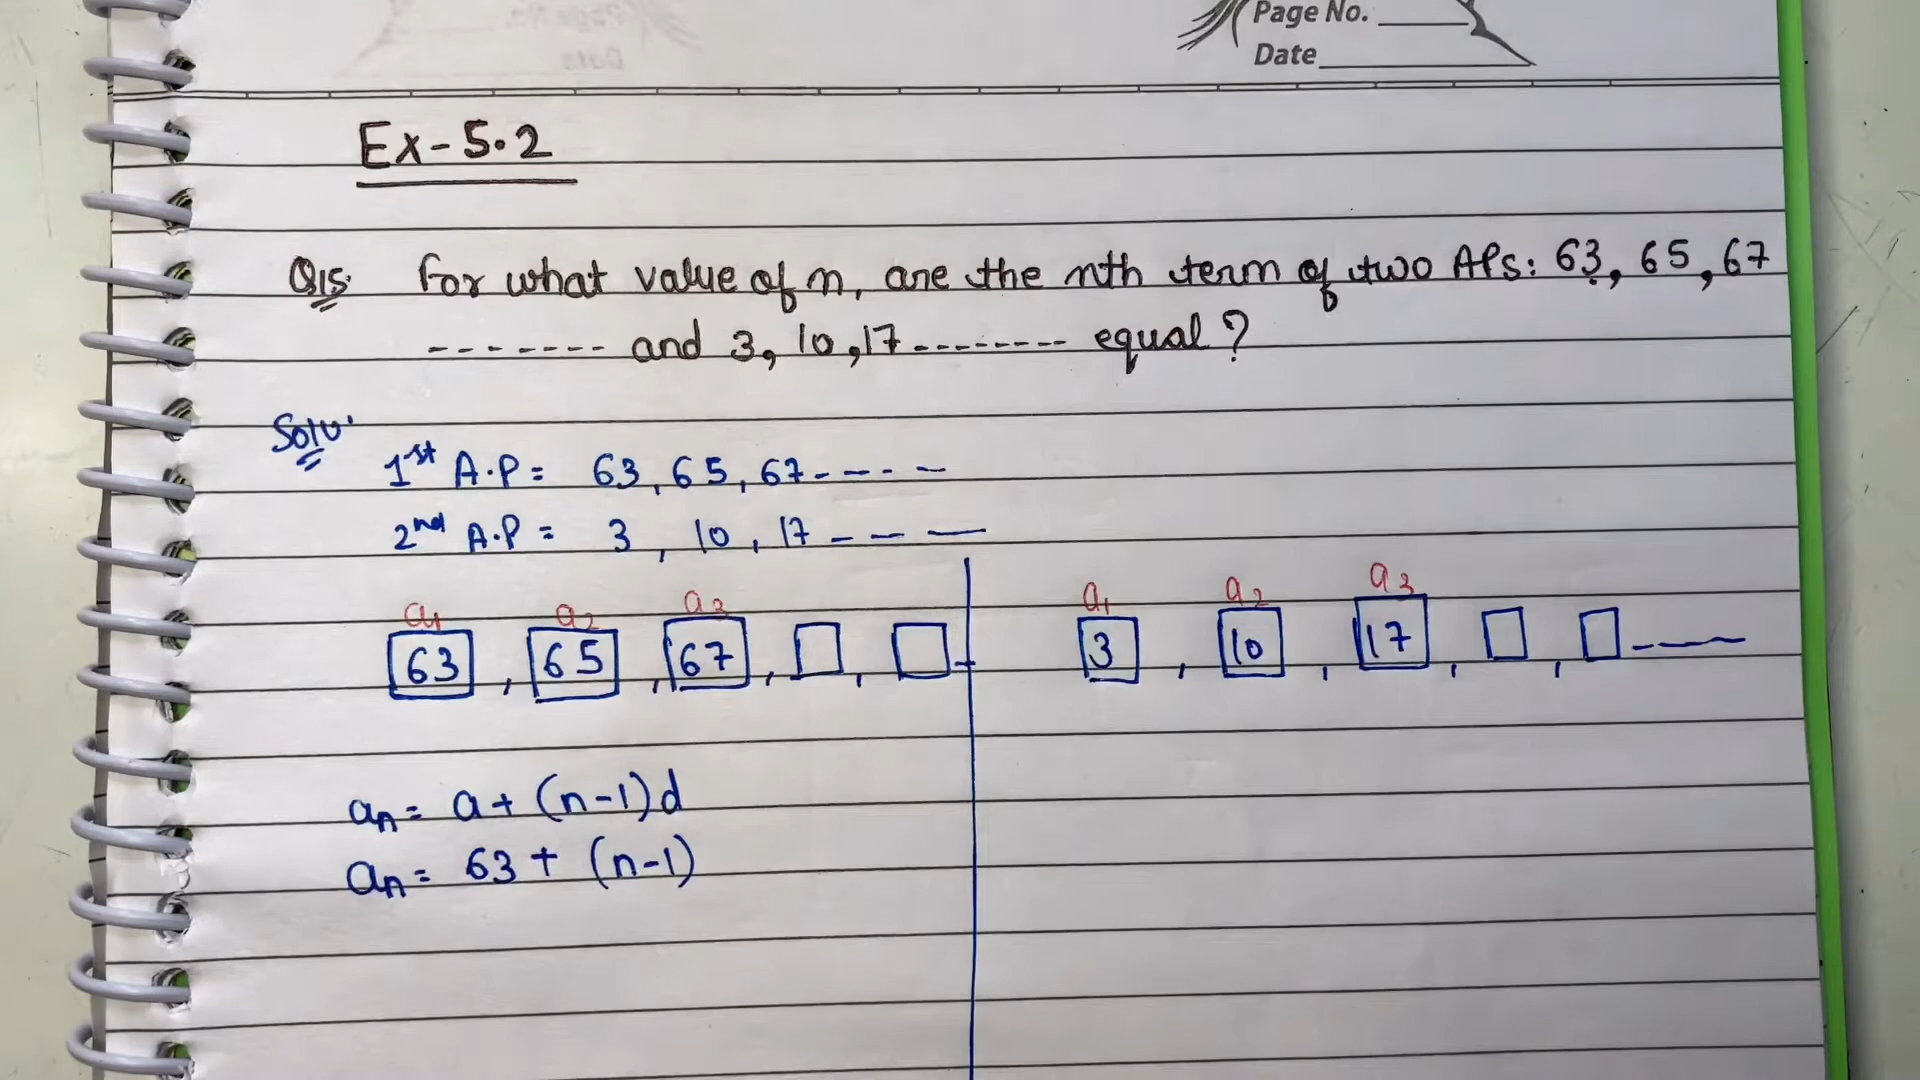 Page No.
Date
Ex-5.2
Q15. For what value of n, are the nth term of two APs: 63, 65, 67
------- and 3, 10, 17 -------- equal?
Solu.
1st A.P = 63, 65, 67 - - - -
2nd A.P = 3, 10, 17 - - -
a1 a2 a3 a1 a2 a3
63, 65, 67, □, □- 3, 10, 17, □, □----
an = a + (n-1)d
an = 63 + (n-1)